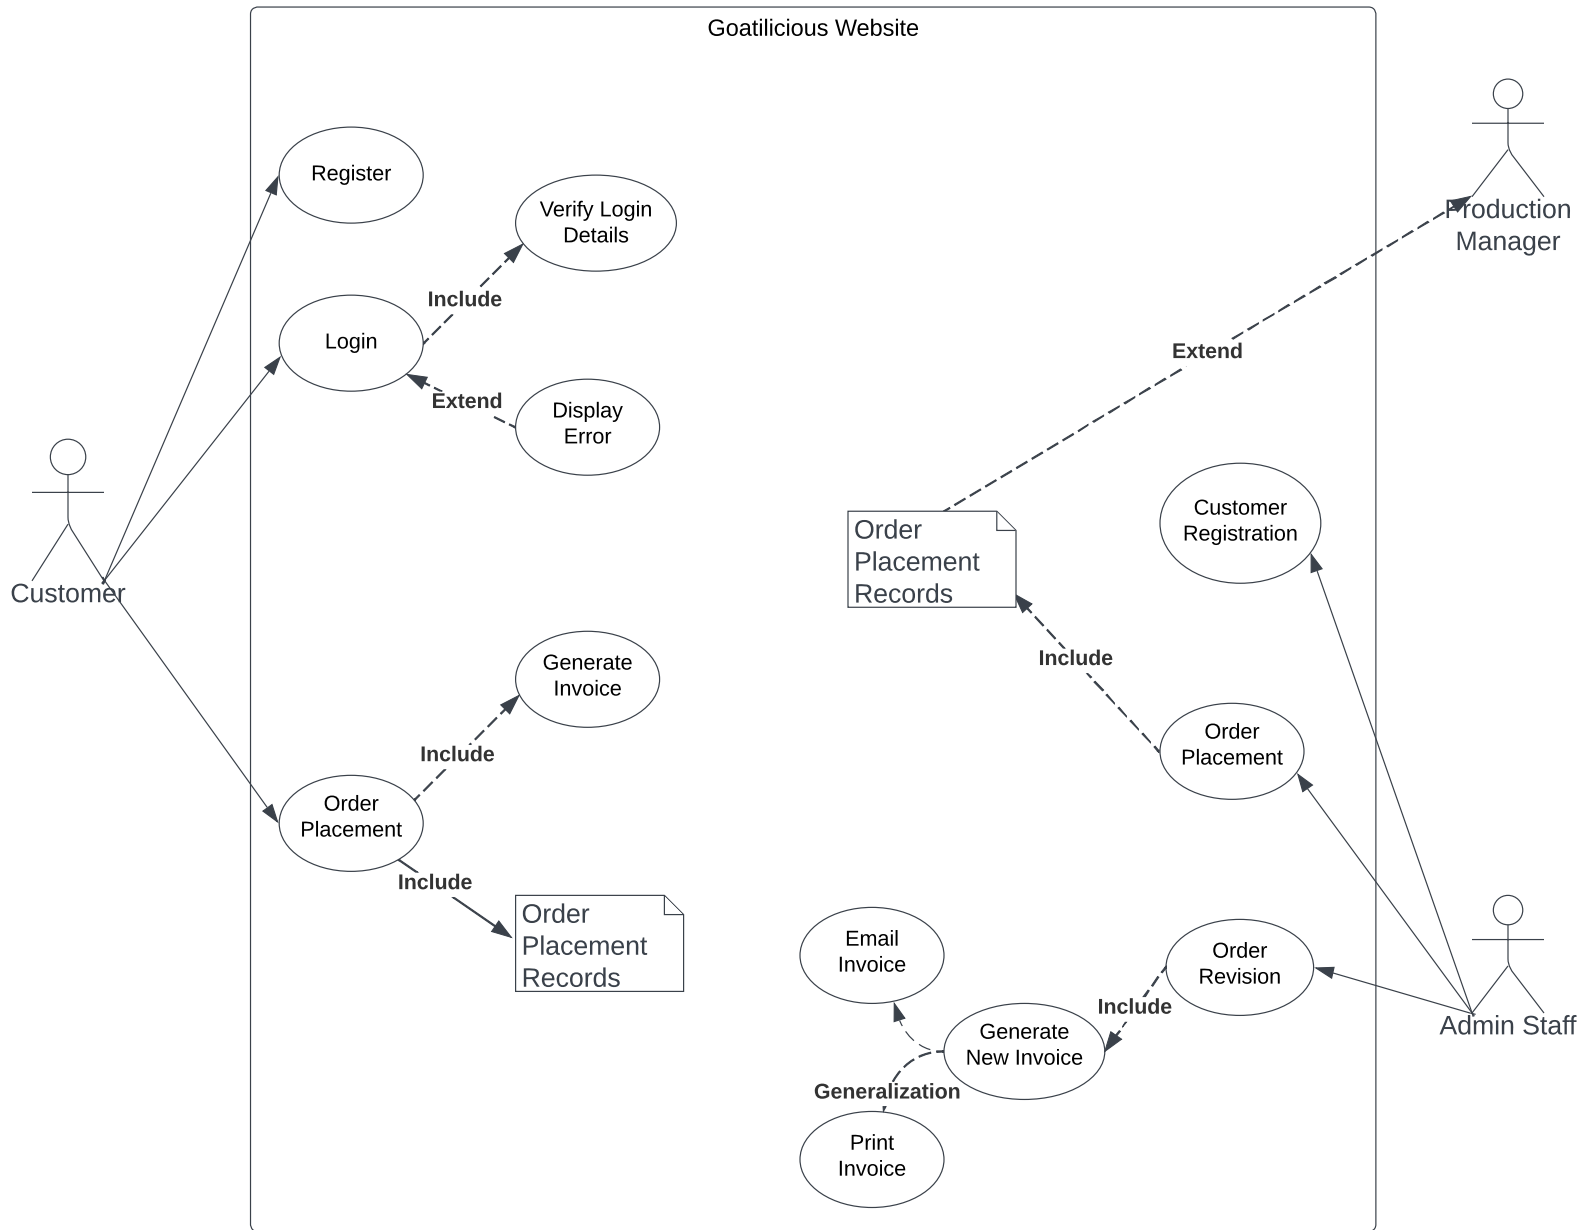 Goatilicious Website
Register
Verify Login
Details
Include
Login
Extend
Display
Error
Customer
Production
Manager
Extend
Order
Placement
Records
Customer
Registration
Include
Order
Placement
Generate
Invoice
Include
Order
Placement
Include
Order
Placement
Records
Email
Invoice
Order
Revision
Include
Generate
New Invoice
Generalization
Print
Invoice
Admin Staff